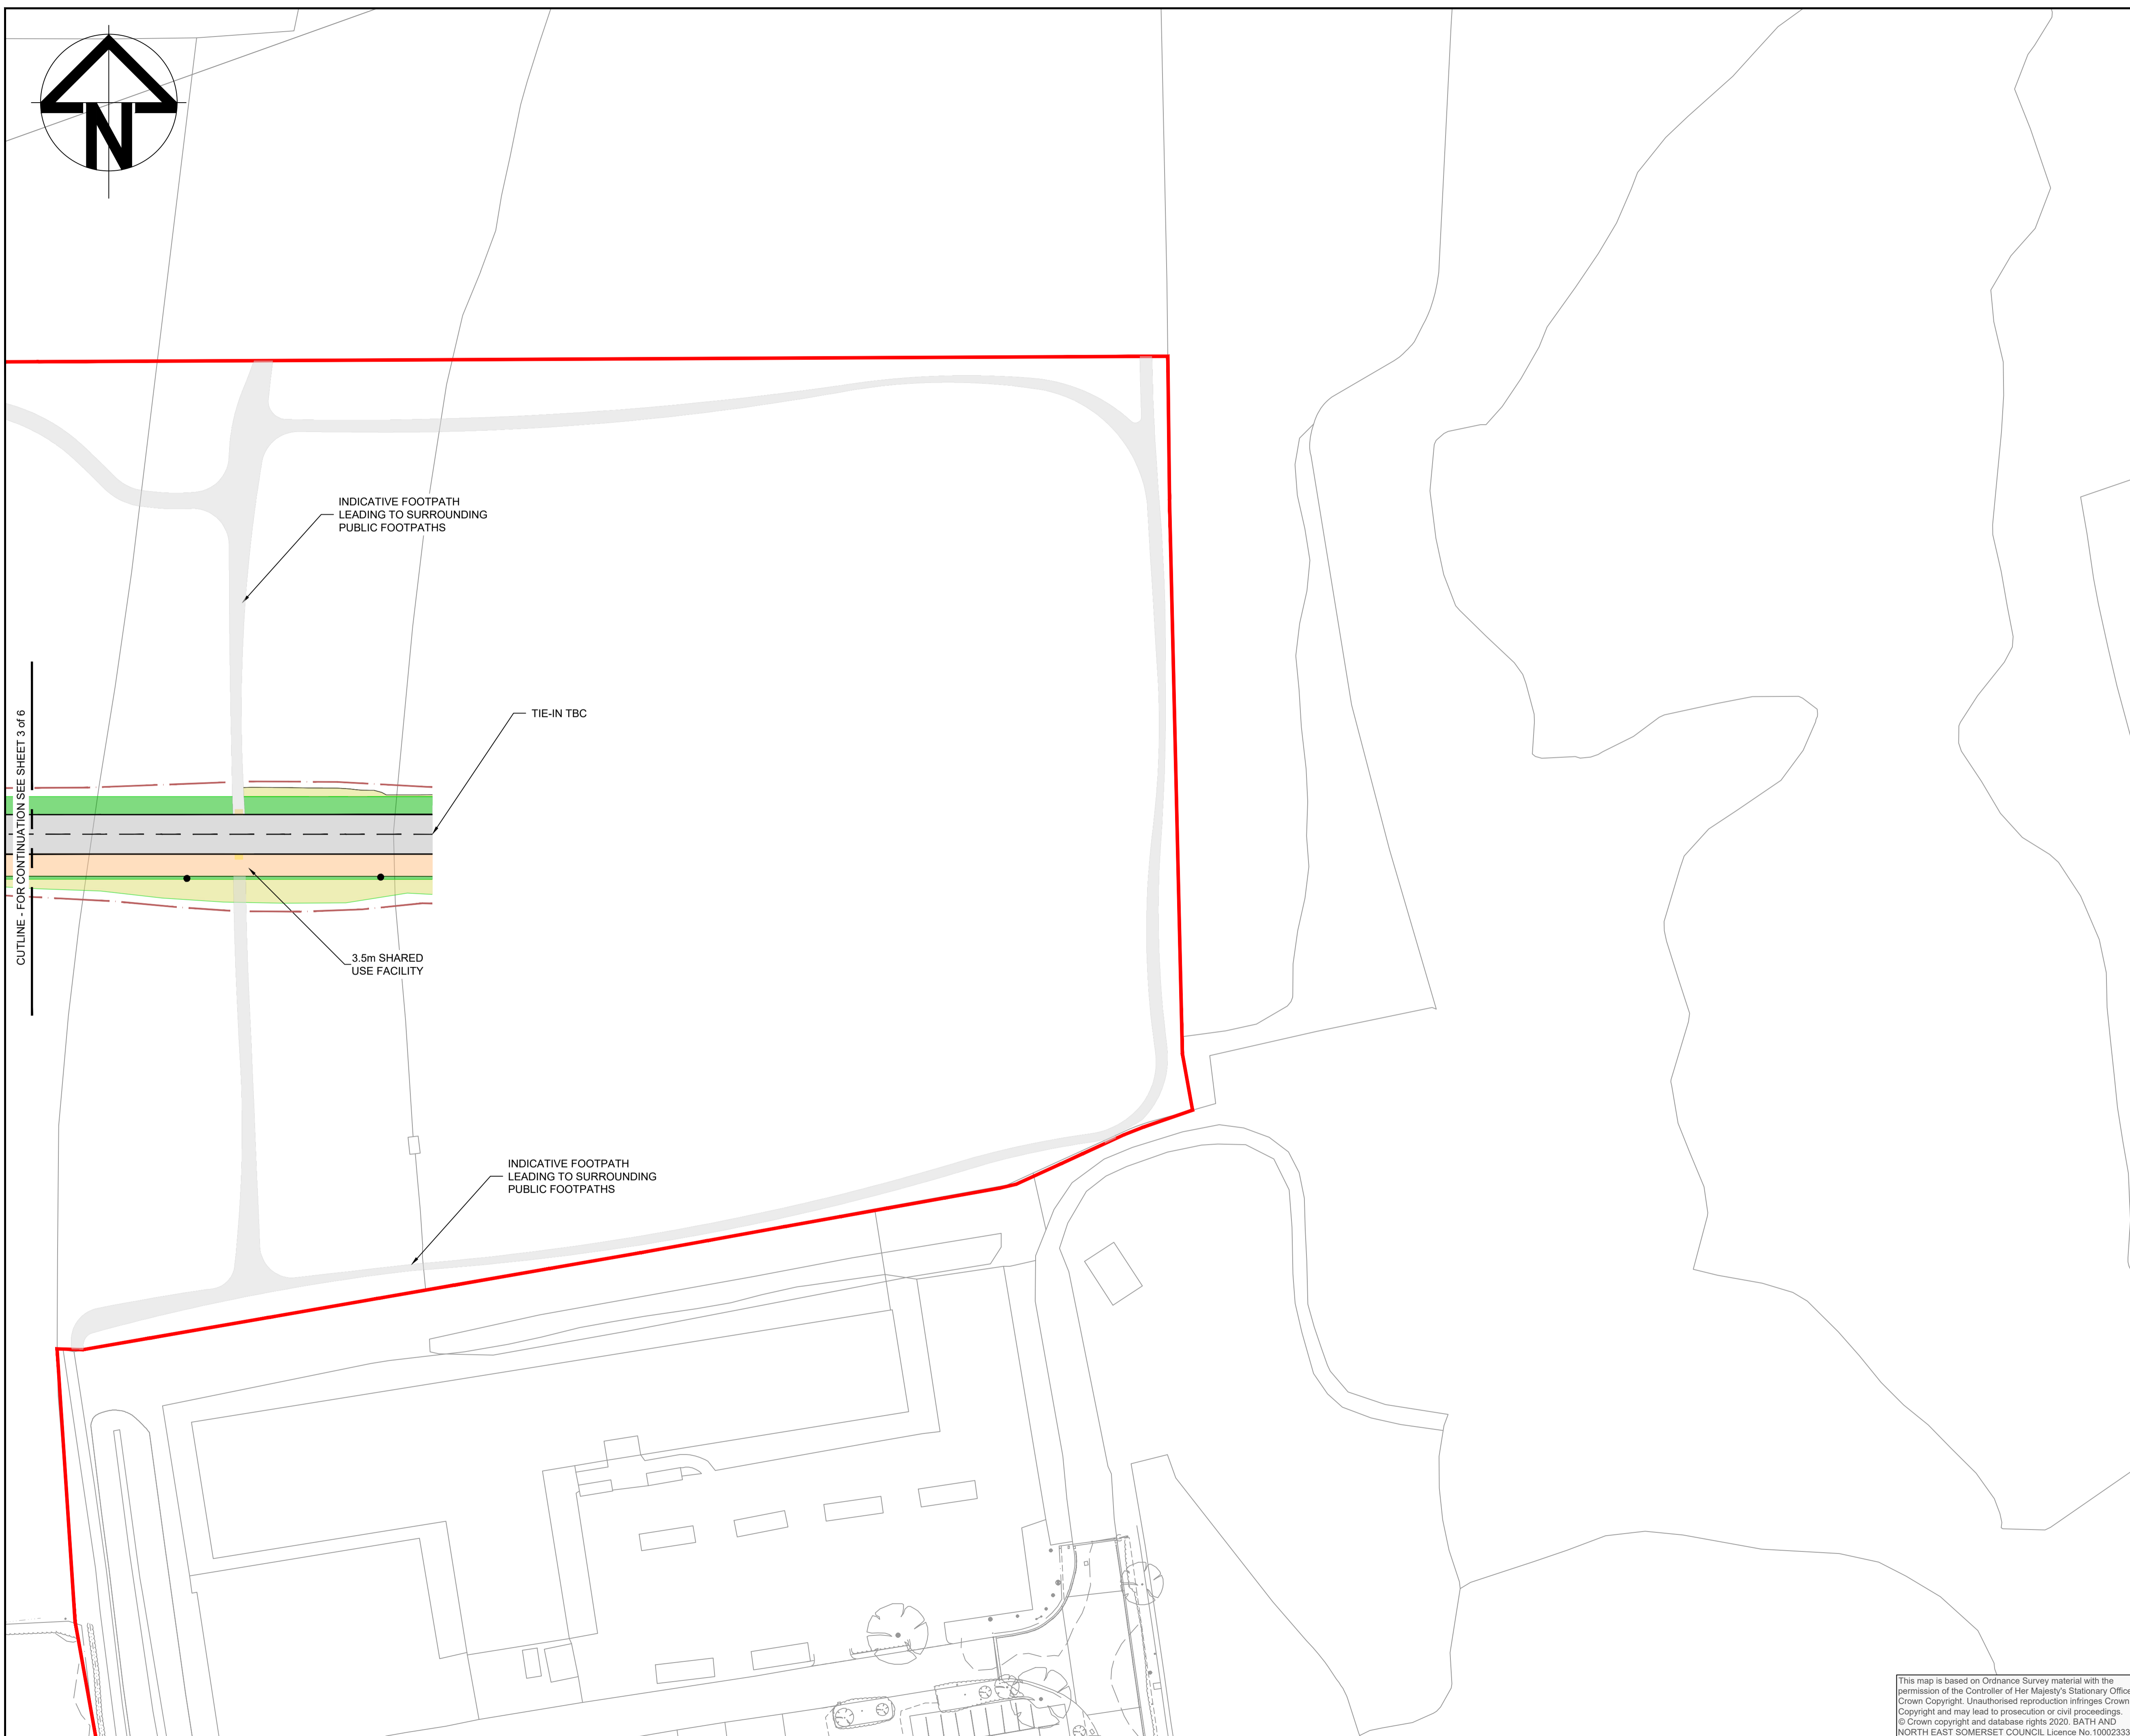 N
INDICATIVE FOOTPATH
LEADING TO SURROUNDING
PUBLIC FOOTPATHS
TIE-IN TBC
CUTLINE - FOR CONTINUATION SEE SHEET 3 of 6
3.5m SHARED
USE FACILITY
INDICATIVE FOOTPATH
LEADING TO SURROUNDING
PUBLIC FOOTPATHS
This map is based on Ordnance Survey material with the
permission of the Controller of Her Majesty's Stationary Office
Crown Copyright. Unauthorised reproduction infringes Crown
Copyright and may lead to prosecution or civil proceedings.
© Crown copyright and database rights 2020. BATH AND
NORTH EAST SOMERSET COUNCIL Licence No.10002333